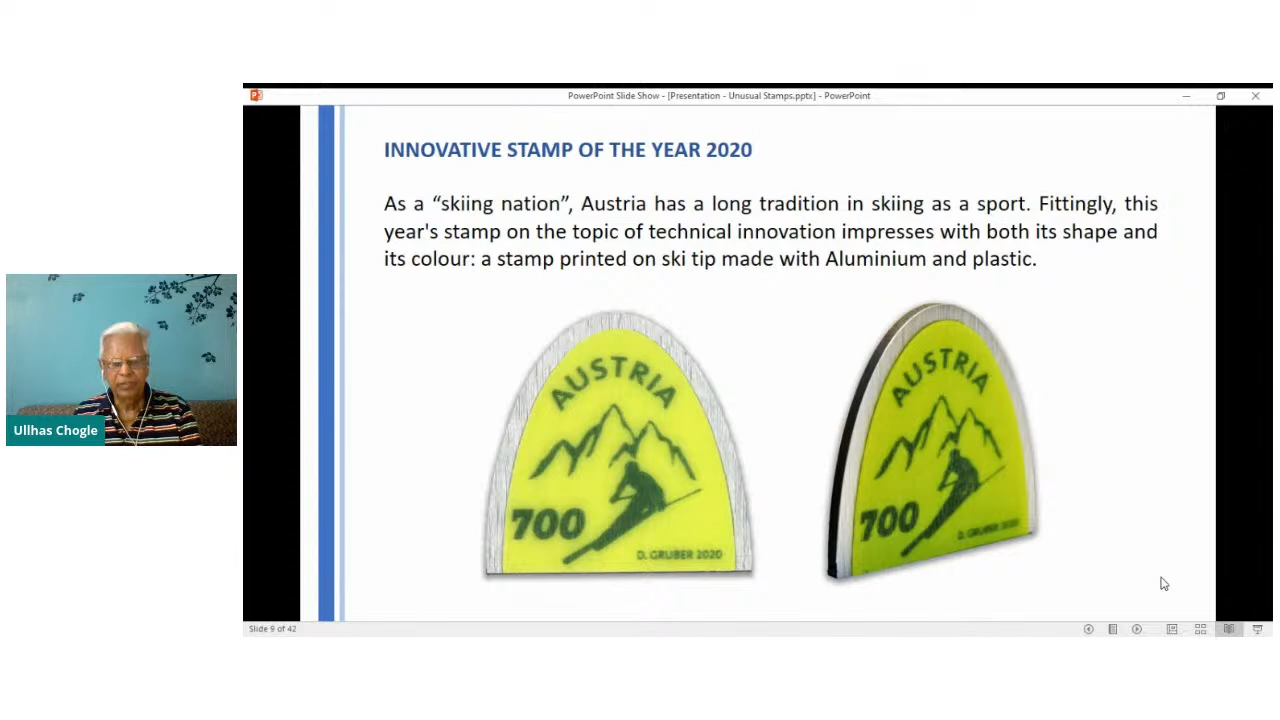 PowerPoint Slide Show - [Presentation - Unusual Stamps.pptx] - PowerPoint
INNOVATIVE STAMP OF THE YEAR 2020
As a “skiing nation”, Austria has a long tradition in skiing as a sport. Fittingly, this
year's stamp on the topic of technical innovation impresses with both its shape and
its colour: a stamp printed on ski tip made with Aluminium and plastic.
AUSTRIA
700
D. GRUBER 2020
AUSTRIA
700
D. GRUBER 2020
Ullhas Chogle
Slide 9 of 42